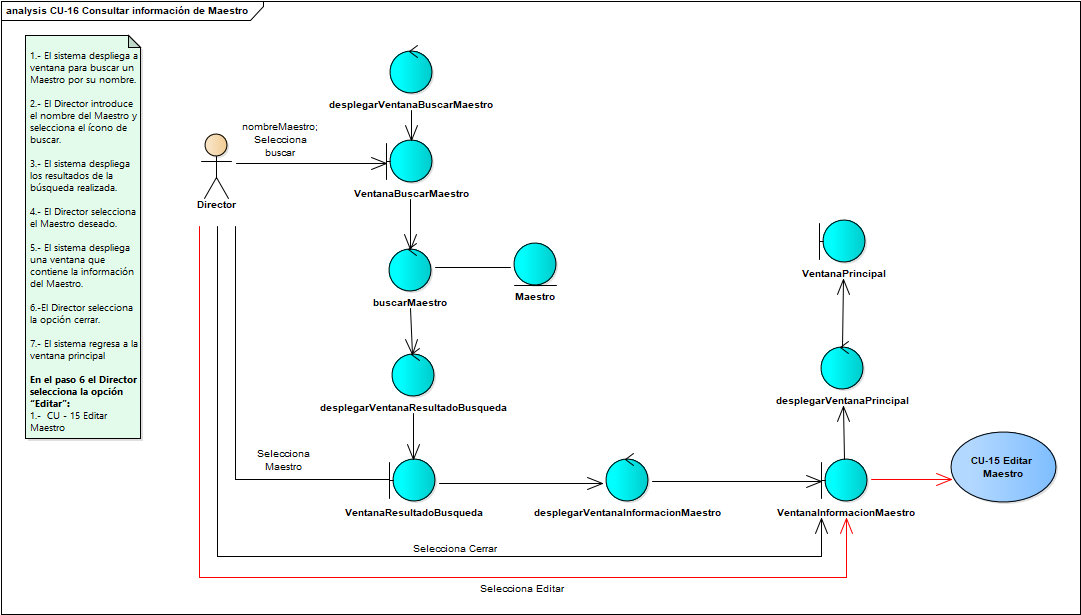 analysis CU-16 Consultar información de Maestro
1.- El sistema despliega a
ventana para buscar un
Maestro por su nombre.
2.- El Director introduce
el nombre del Maestro y
selecciona el ícono de
buscar.
3.- El sistema despliega
los resultados de la
búsqueda realizada.
4.- El Director selecciona
el Maestro deseado.
5.- El sistema despliega
una ventana que
contiene la información
del Maestro.
6.-El Director selecciona
la opción cerrar.
7.- El sistema regresa a la
ventana principal
En el paso 6 el Director
selecciona la opción
"Editar":
1.- CU - 15 Editar
Maestro
desplegarVentanaBuscarMaestro
nombreMaestro;
Selecciona
buscar
VentanaBuscarMaestro
Director
buscarMaestro
Maestro
VentanaPrincipal
desplegarVentanaResultadoBusqueda
desplegarVentanaPrincipal
Selecciona
Maestro
CU-15 Editar
Maestro
VentanaResultadoBusqueda
desplegarVentanaInformacionMaestro
VentanaInformacionMaestro
Selecciona Cerrar
Selecciona Editar